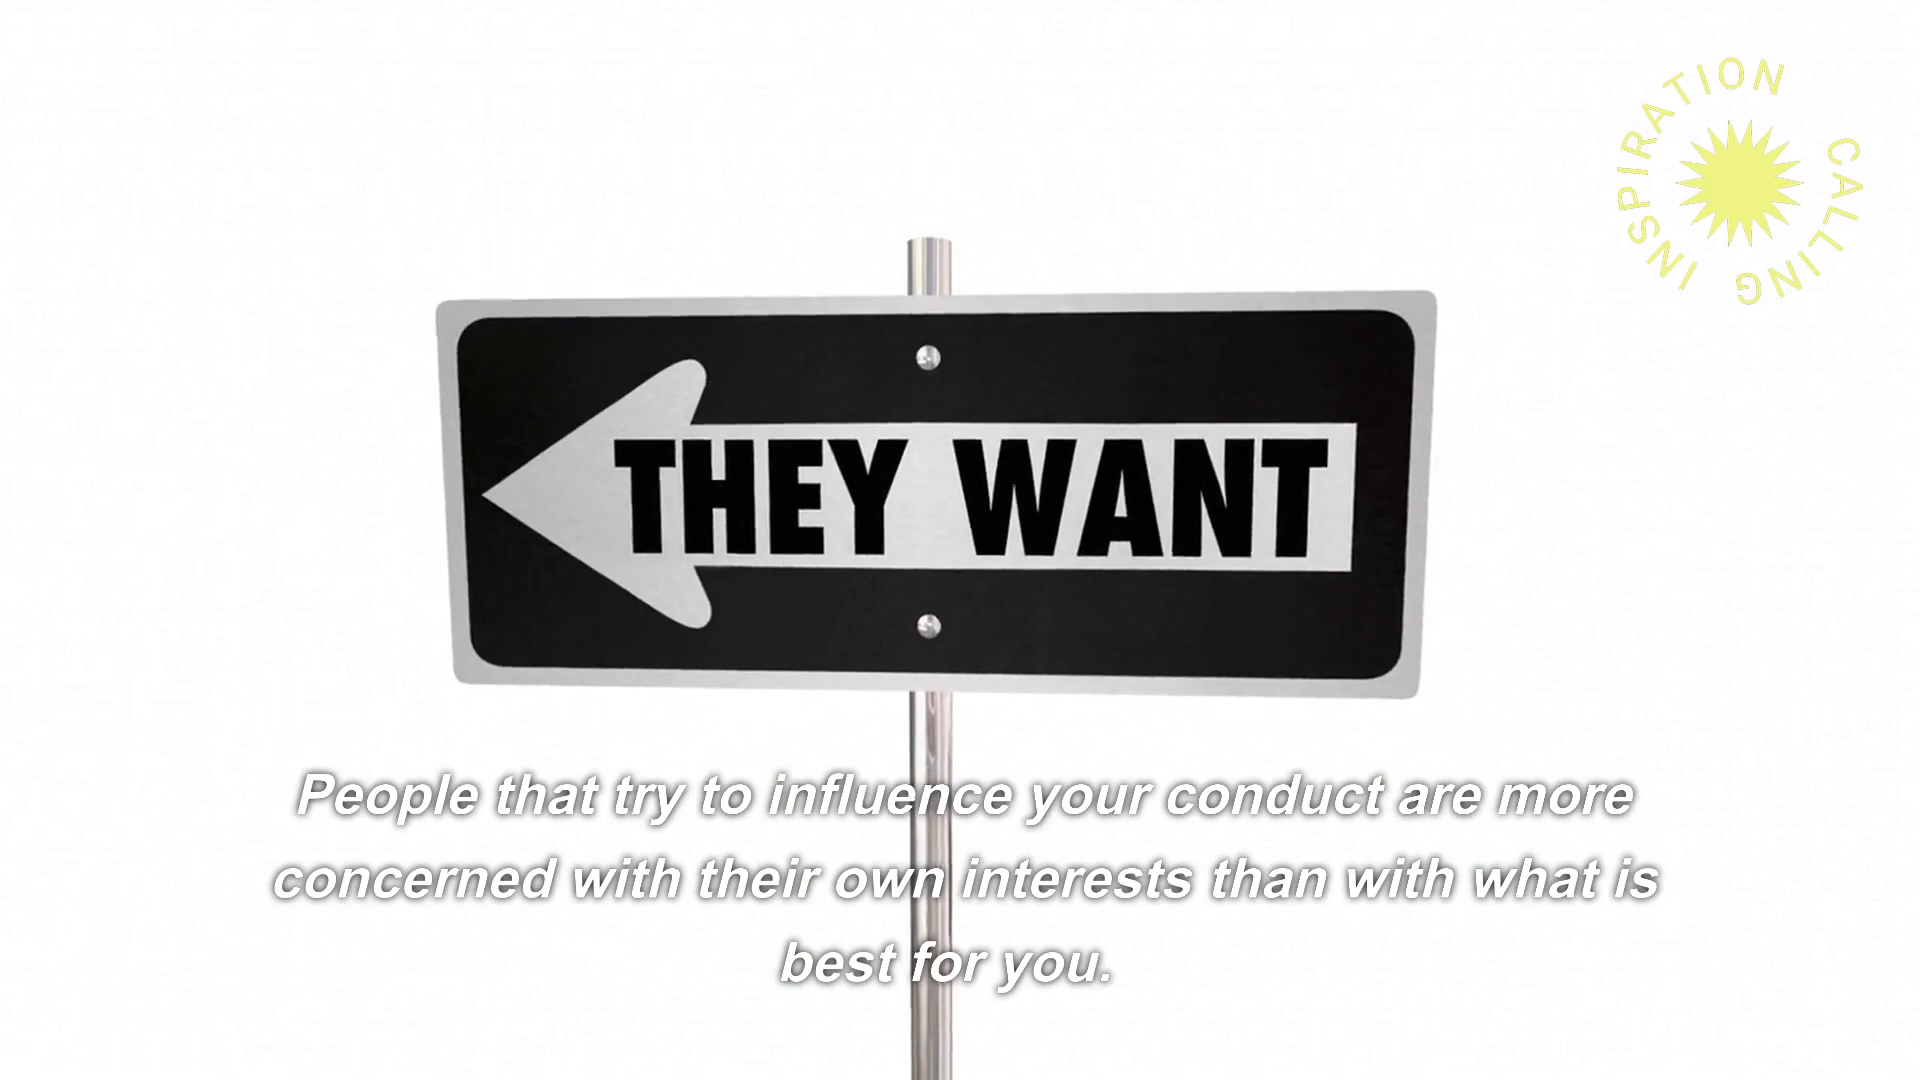 INSPIRATION CALLING
THEY WANT
People that try to influence your conduct are more
concerned with their own interests than with what is
best for you.